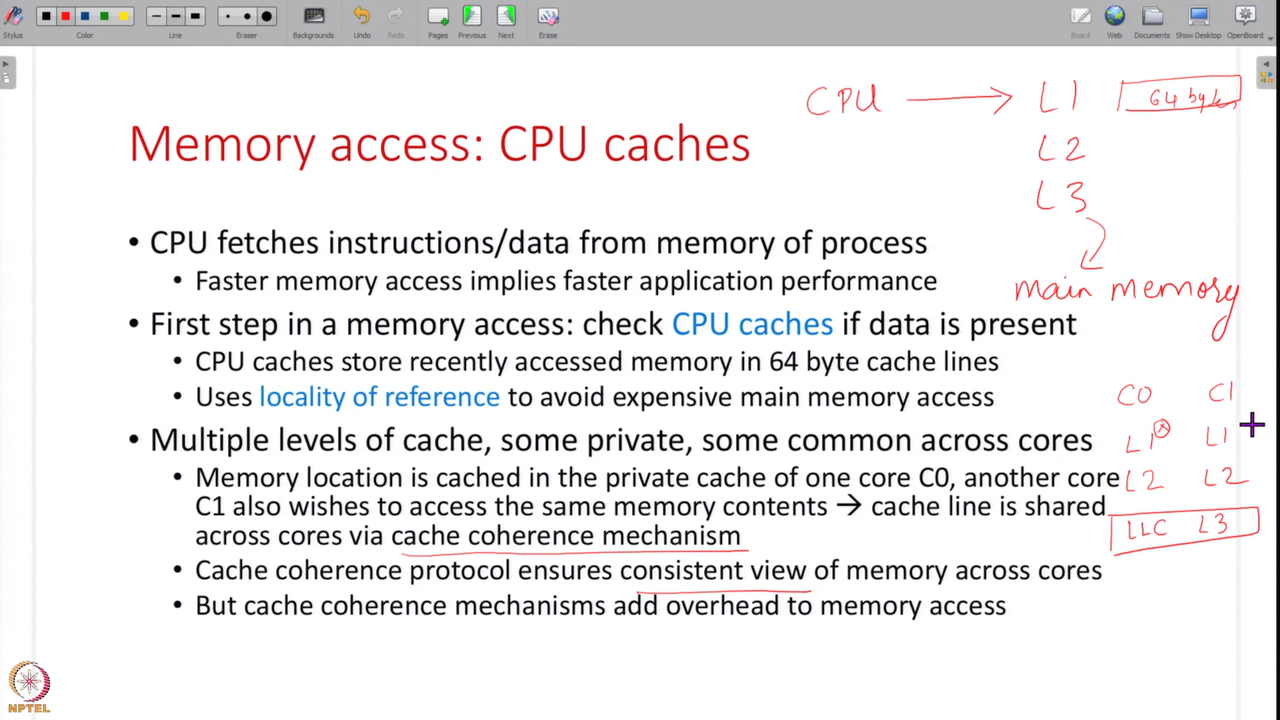 Stylus
Color
Line
Eraser
Backgrounds
Undo
Redo
Pages
Previous
Next
Erase
Board
Web
Documents
Show Desktop
OpenBoard
CPU → L1 64 bytes
L2
L3
main memory
Memory access: CPU caches
• CPU fetches instructions/data from memory of process
• Faster memory access implies faster application performance
• First step in a memory access: check CPU caches if data is present
• CPU caches store recently accessed memory in 64 byte cache lines
• Uses locality of reference to avoid expensive main memory access
• Multiple levels of cache, some private, some common across cores
• Memory location is cached in the private cache of one core C0, another core
C1 also wishes to access the same memory contents → cache line is shared
across cores via cache coherence mechanism
• Cache coherence protocol ensures consistent view of memory across cores
• But cache coherence mechanisms add overhead to memory access
C0 C1
L1 x L1
L2 L2
LLC L3
NPTEL